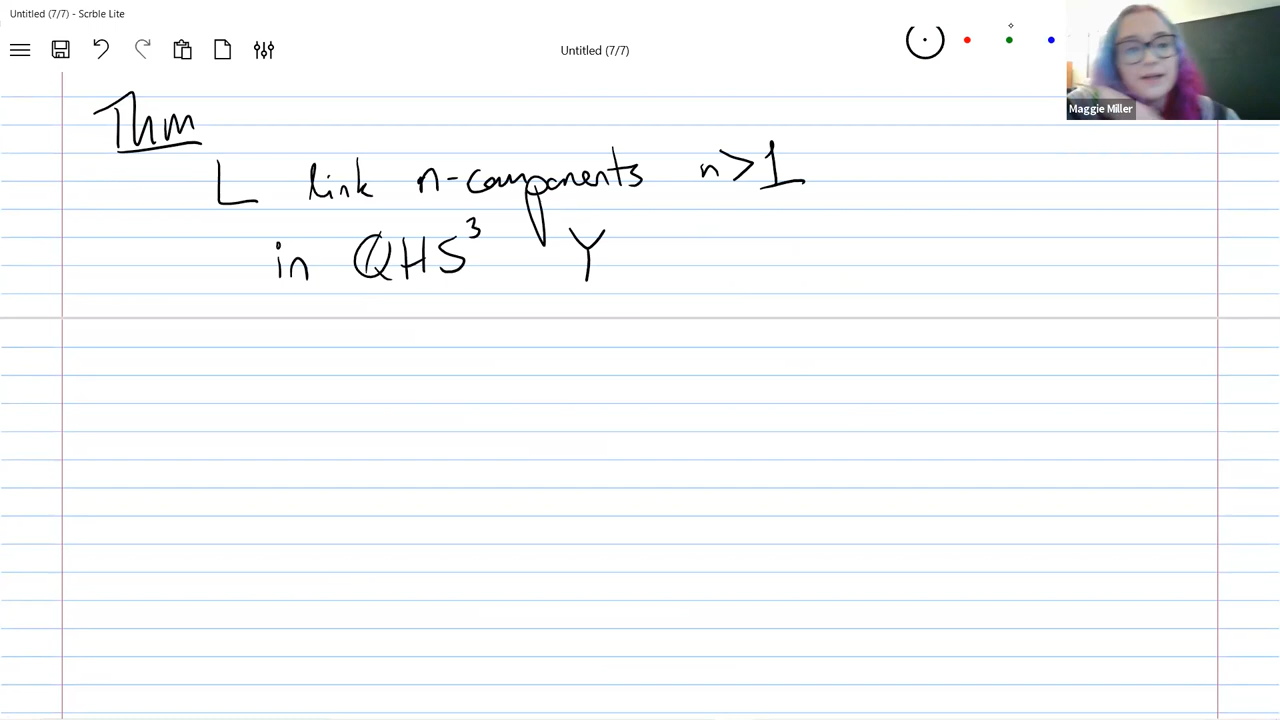 Untitled (7/7) - Scrble Lite
Untitled (7/7)
Maggie Miller
Thm
L link n-components n > 1
in QHS³ Y